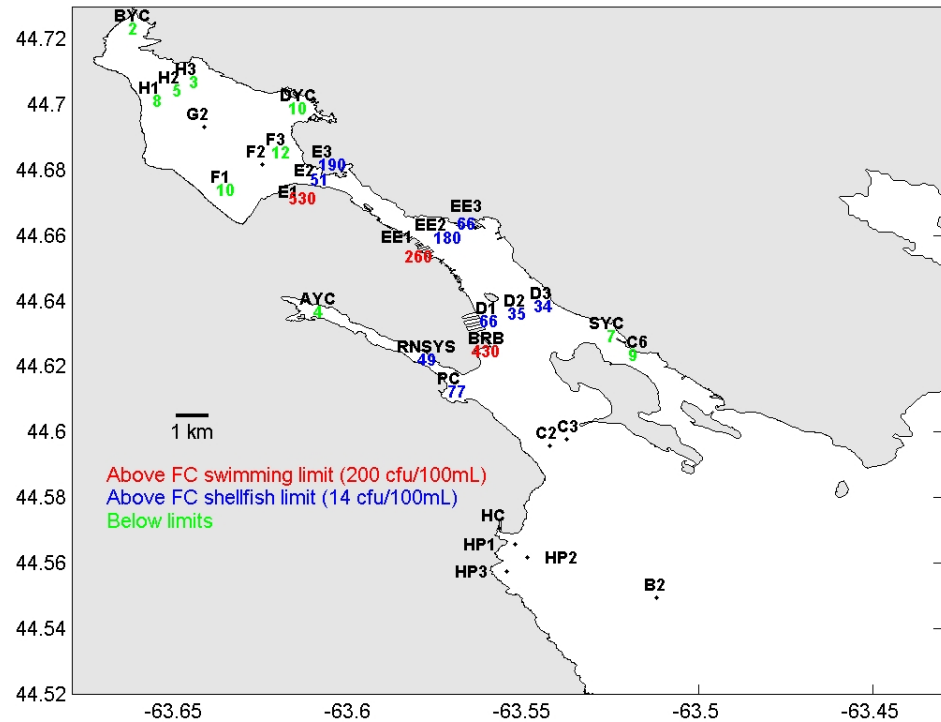 BYC
44.72
2
H3
H2
3
44.7
H1
5
8
DYC
10
G2
F3
F2
12
E3
44.68
190
E2
F1
51
10
E1
530
EE3
44.66
EE2
66
EE1
180
260
44.64
AYC
4
D1
D2
D3
66
35
34
SYC
7
C6
9
44.62
RNSYS
BRB
49
430
PC
77
44.6
1 km
C2
C3
Above FC swimming limit (200 cfu/100mL)
44.58
Above FC shellfish limit (14 cfu/100mL)
Below limits
HC
44.56
HP1
HP2
HP3
B2
44.54
44.52
-63.65
-63.6
-63.55
-63.5
-63.45